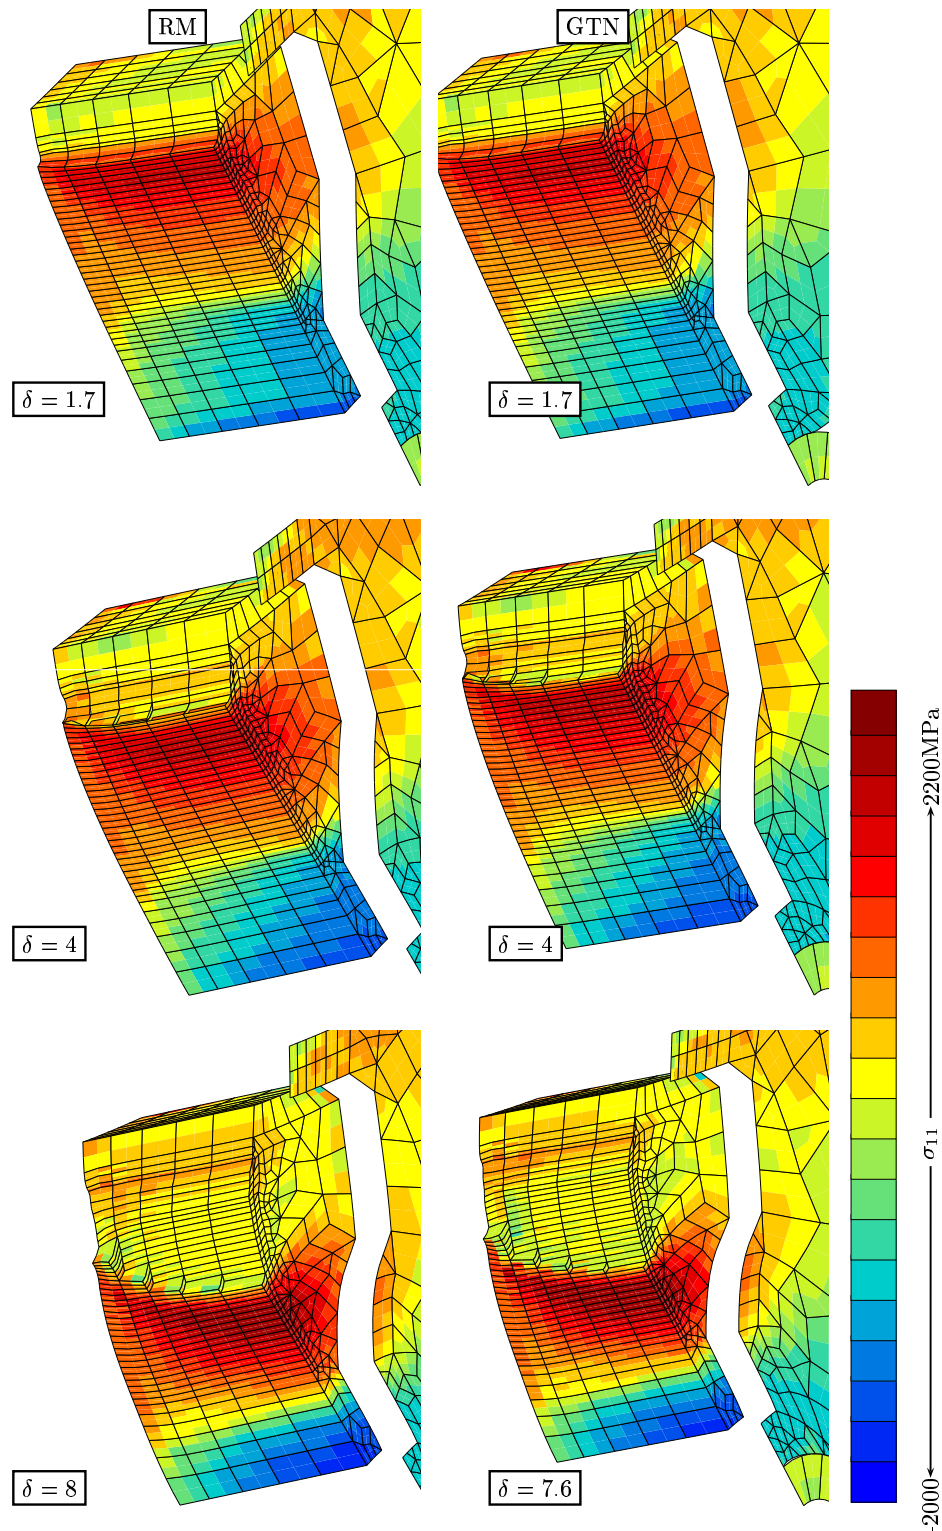 RM
GTN
δ = 1.7
δ = 1.7
δ = 4
δ = 4
δ = 8
δ = 7.6
-2000 σ11 2200MPa